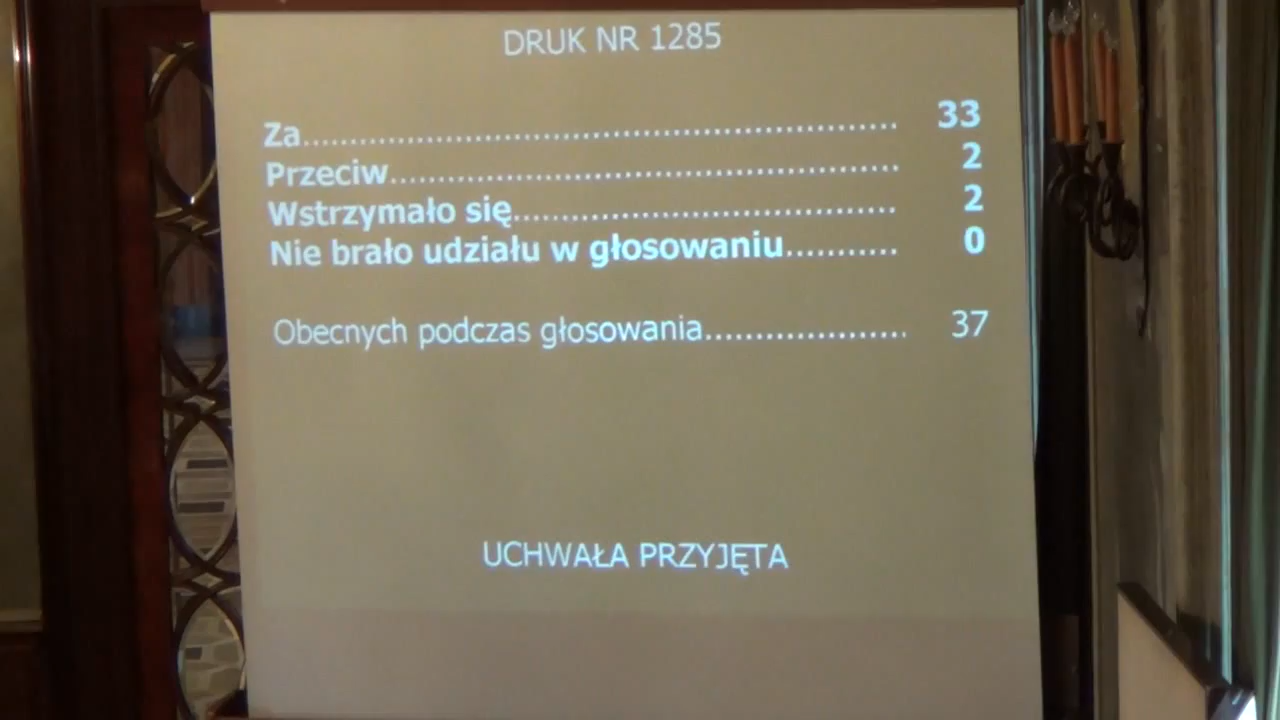 DRUK NR 1285
Za................................................................ 33
Przeciw...................................................... 2
Wstrzymało się........................................ 2
Nie brało udziału w głosowaniu........... 0
Obecnych podczas głosowania.................... 37
UCHWAŁA PRZYJĘTA